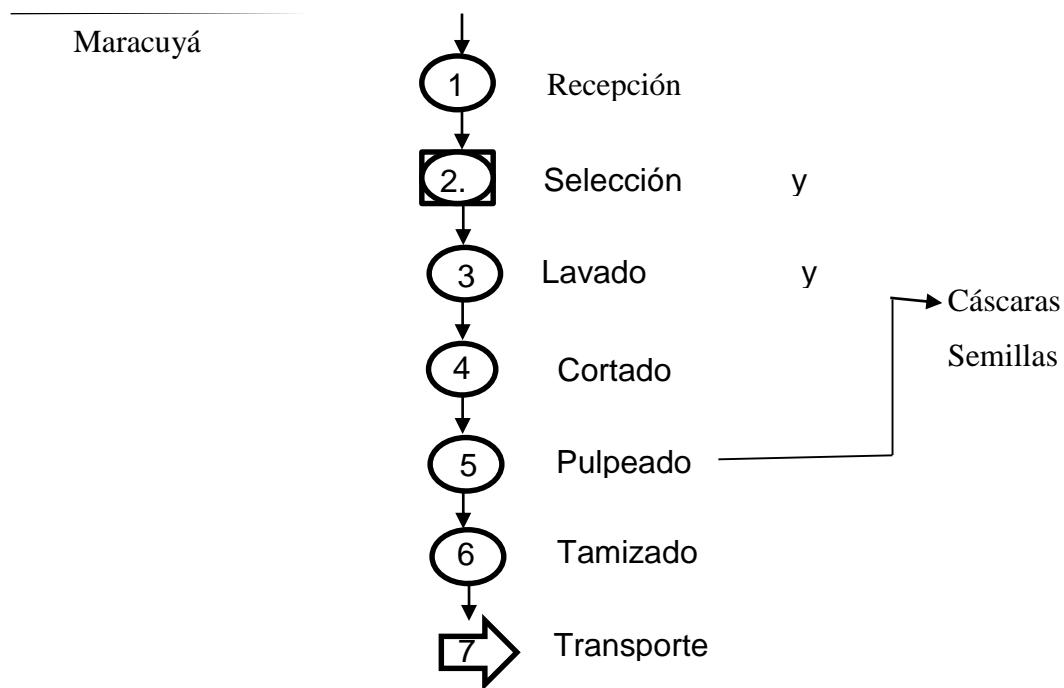 Maracuyá
1 Recepción
2. Selección y
3 Lavado y
Cáscaras
Semillas
4 Cortado
5 Pulpeado
6 Tamizado
7 Transporte